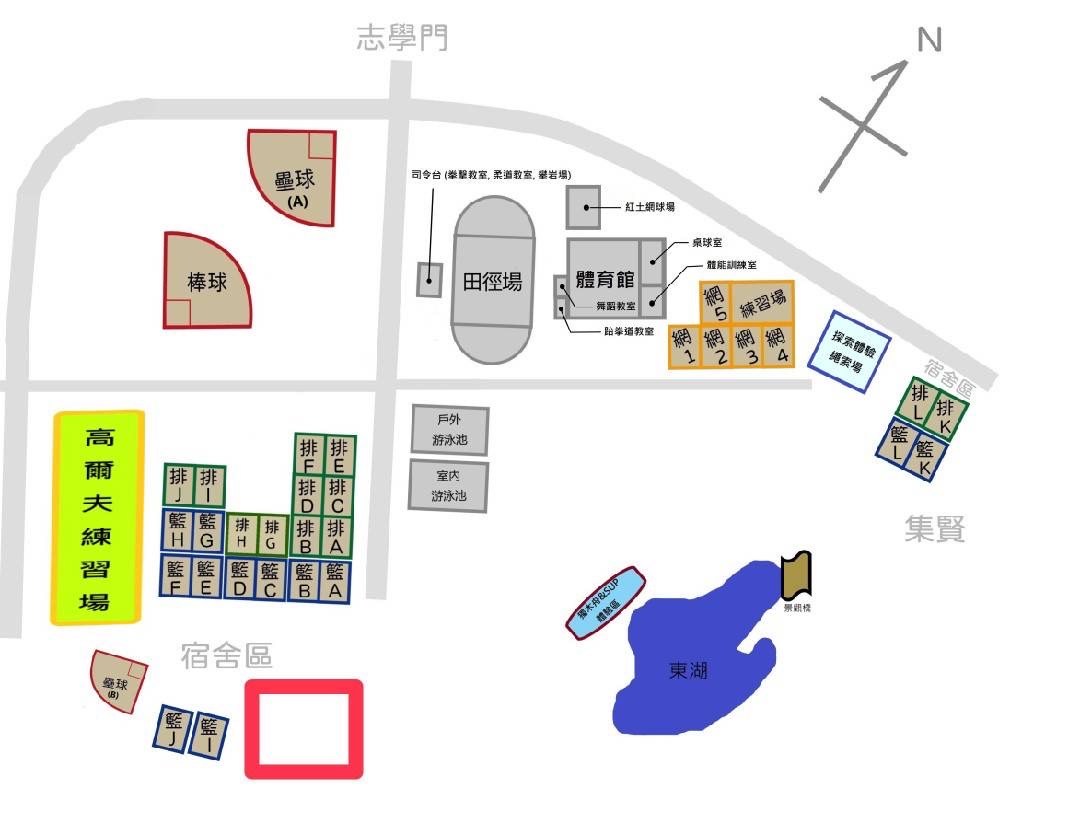 志學門
N
壘球
(A)
司令台 (拳擊教室, 柔道教室, 攀岩場)
紅土網球場
棒球
田徑場
體育館
桌球室
體能訓練室
舞蹈教室
跆拳道教室
網
5
練習場
網
1
網
2
網
3
網
4
探索體驗
繩索場
宿舍區
排
L
排
K
籃
L
籃
K
集賢
高
爾
夫
練
習
場
戶外
游泳池
室內
游泳池
排
F
排
E
排
J
排
I
排
D
排
C
籃
H
籃
G
排
H
排
G
排
B
排
A
籃
F
籃
E
籃
D
籃
C
籃
B
籃
A
獨木舟&SUP
體驗區
景觀橋
東湖
宿舍區
壘球
(B)
籃
J
籃
I